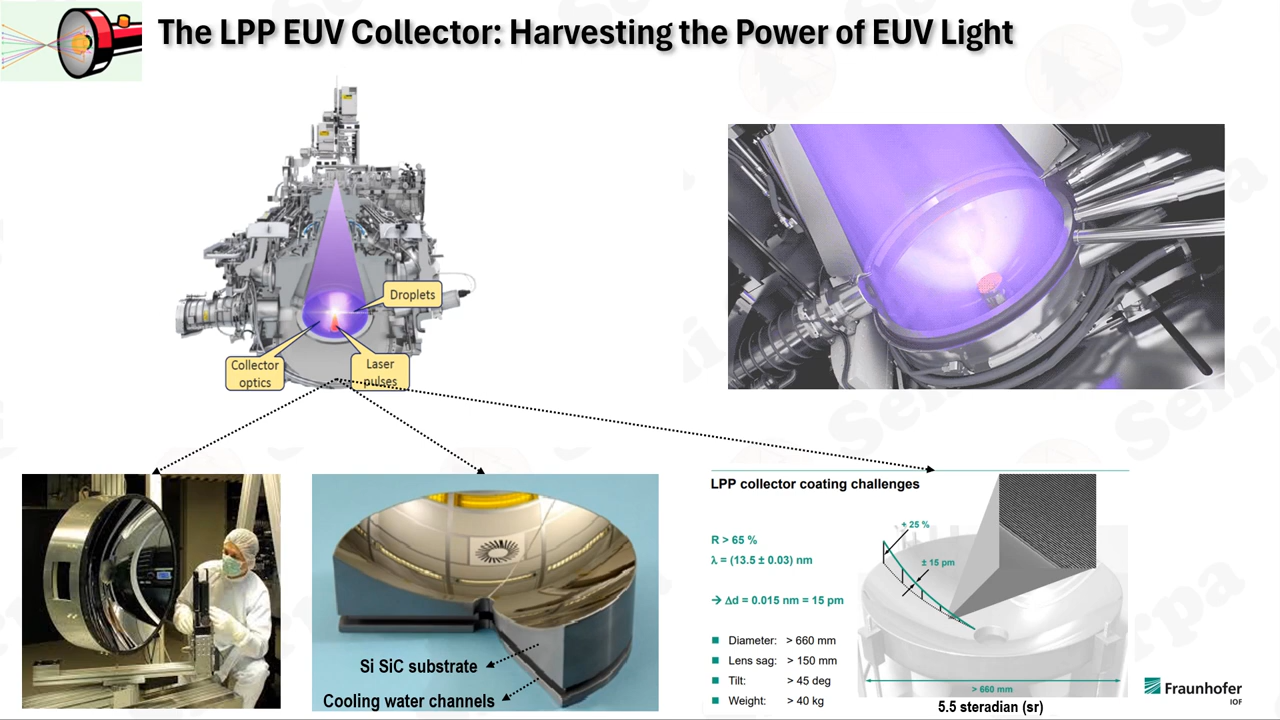 The LPP EUV Collector: Harvesting the Power of EUV Light
Droplets
Collector
optics
Laser
pulses
Si SiC substrate
Cooling water channels
LPP collector coating challenges
R > 65 %
λ = (13.5 ± 0.03) nm
→ Δd = 0.015 nm = 15 pm
■ Diameter: > 660 mm
■ Lens sag: > 150 mm
■ Tilt: > 45 deg
■ Weight: > 40 kg
+ 25 %
± 15 pm
> 660 mm
5.5 steradian (sr)
Fraunhofer
IOF